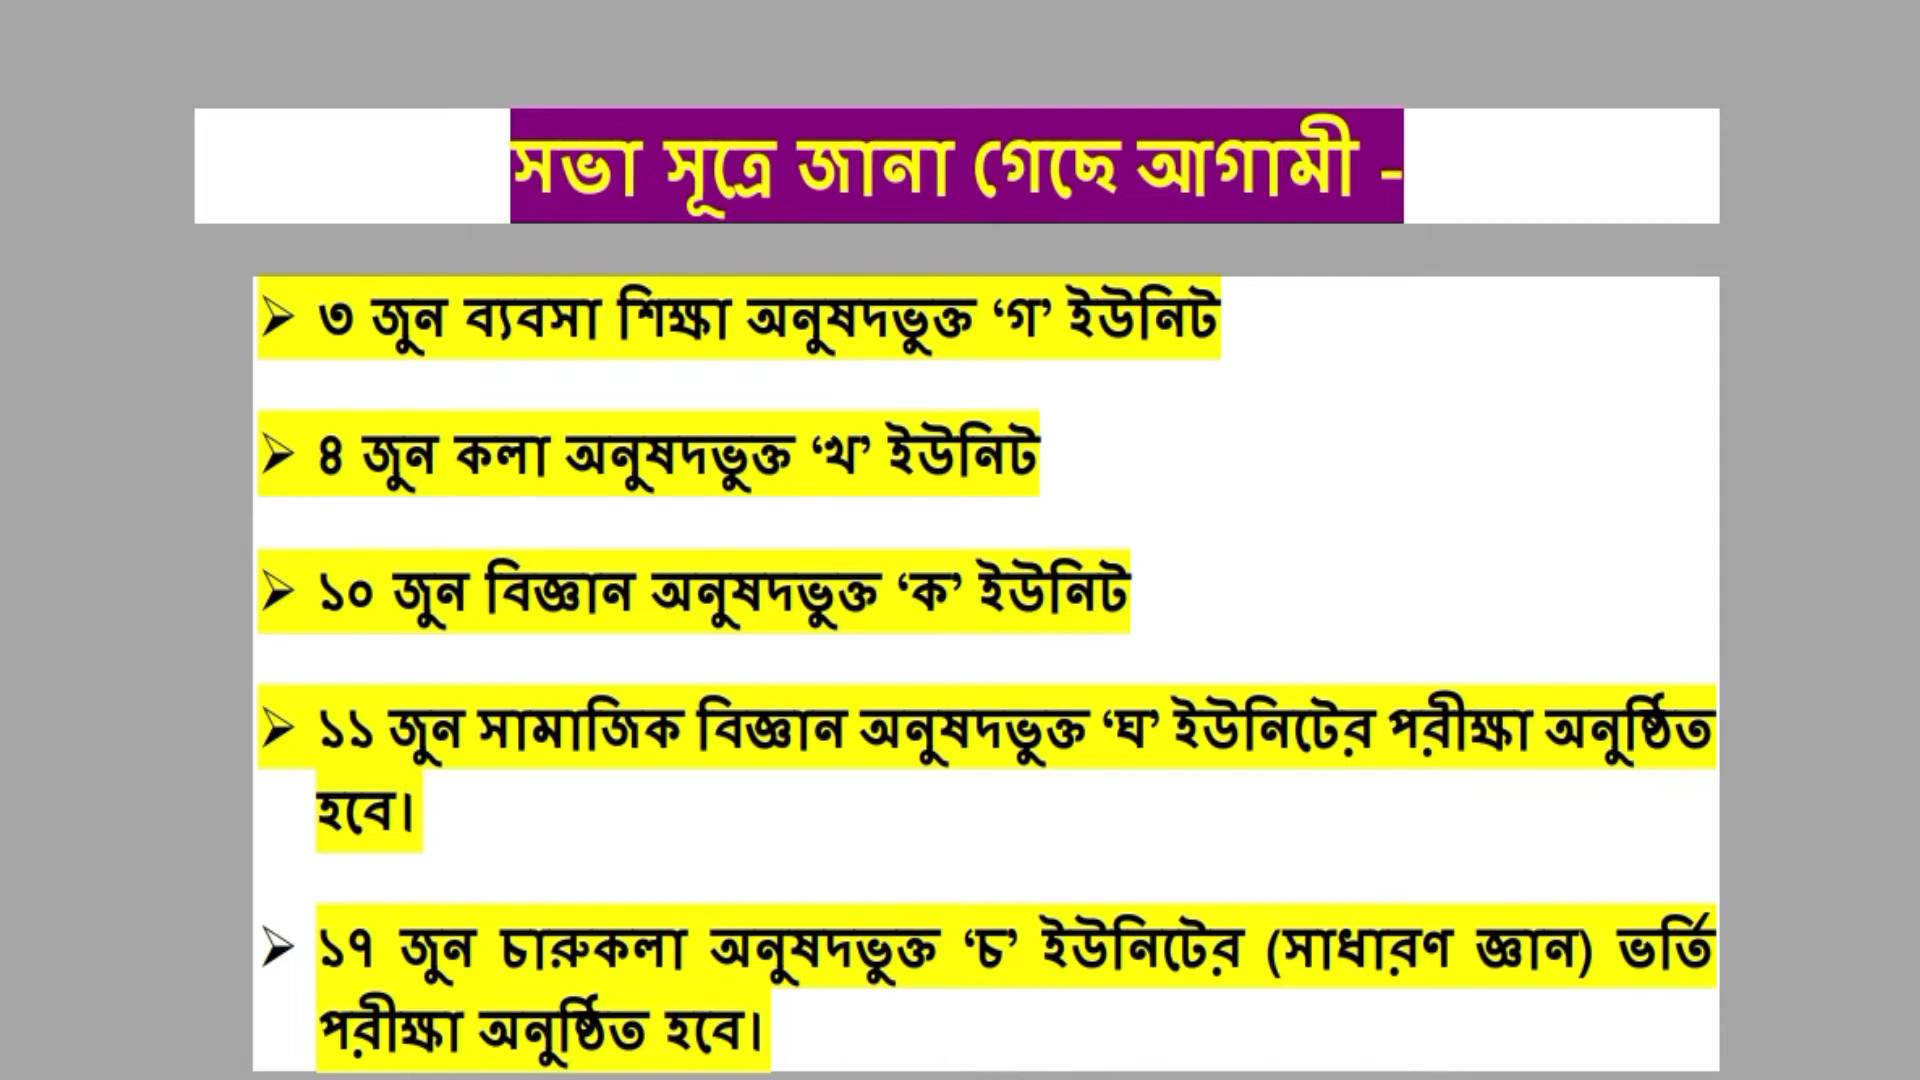 সভা সূত্রে জানা গেছে আগামী -
➢ ৩ জুন ব্যবসা শিক্ষা অনুষদভুক্ত ‘গ’ ইউনিট
➢ ৪ জুন কলা অনুষদভুক্ত ‘খ’ ইউনিট
➢ ১০ জুন বিজ্ঞান অনুষদভুক্ত ‘ক’ ইউনিট
➢ ১১ জুন সামাজিক বিজ্ঞান অনুষদভুক্ত ‘ঘ’ ইউনিটের পরীক্ষা অনুষ্ঠিত
হবে।
➢ ১৭ জুন চারুকলা অনুষদভুক্ত ‘চ’ ইউনিটের (সাধারণ জ্ঞান) ভর্তি
পরীক্ষা অনুষ্ঠিত হবে।